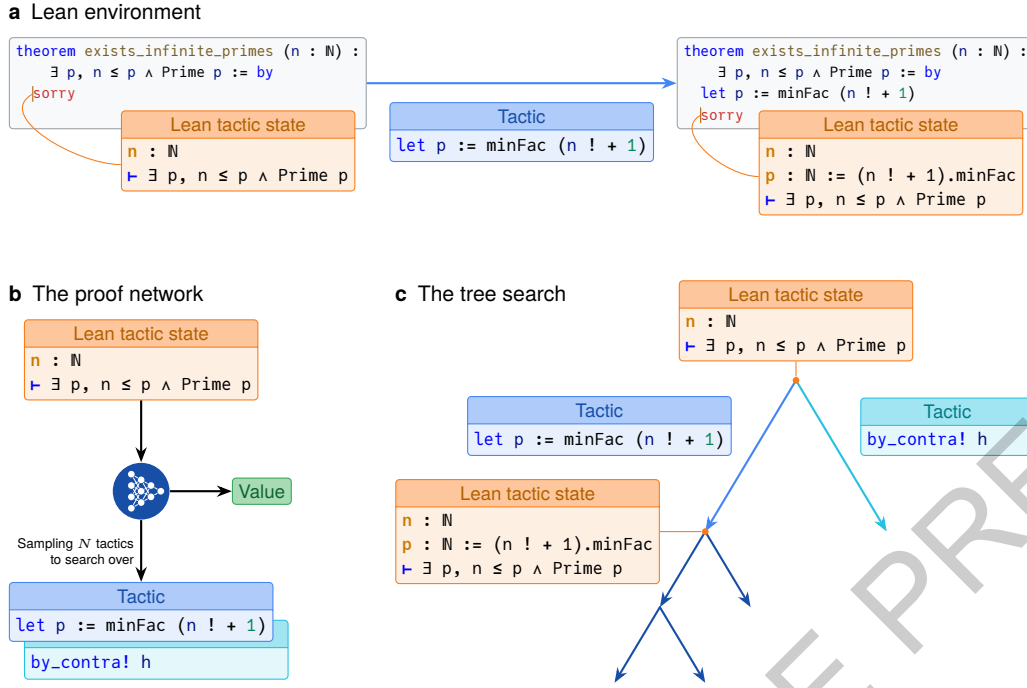 a Lean environment
theorem exists_infinite_primes (n : ℕ) :
∃ p, n ≤ p ∧ Prime p := by
sorry
Lean tactic state
n : ℕ
⊢ ∃ p, n ≤ p ∧ Prime p
Tactic
let p := minFac (n ! + 1)
theorem exists_infinite_primes (n : ℕ) :
∃ p, n ≤ p ∧ Prime p := by
let p := minFac (n ! + 1)
sorry
Lean tactic state
n : ℕ
p : ℕ := (n ! + 1).minFac
⊢ ∃ p, n ≤ p ∧ Prime p
b The proof network
Lean tactic state
n : ℕ
⊢ ∃ p, n ≤ p ∧ Prime p
Value
Sampling N tactics
to search over
Tactic
let p := minFac (n ! + 1)
by_contra! h
c The tree search
Lean tactic state
n : ℕ
⊢ ∃ p, n ≤ p ∧ Prime p
Tactic
let p := minFac (n ! + 1)
Tactic
by_contra! h
Lean tactic state
n : ℕ
p : ℕ := (n ! + 1).minFac
⊢ ∃ p, n ≤ p ∧ Prime p
E PRE